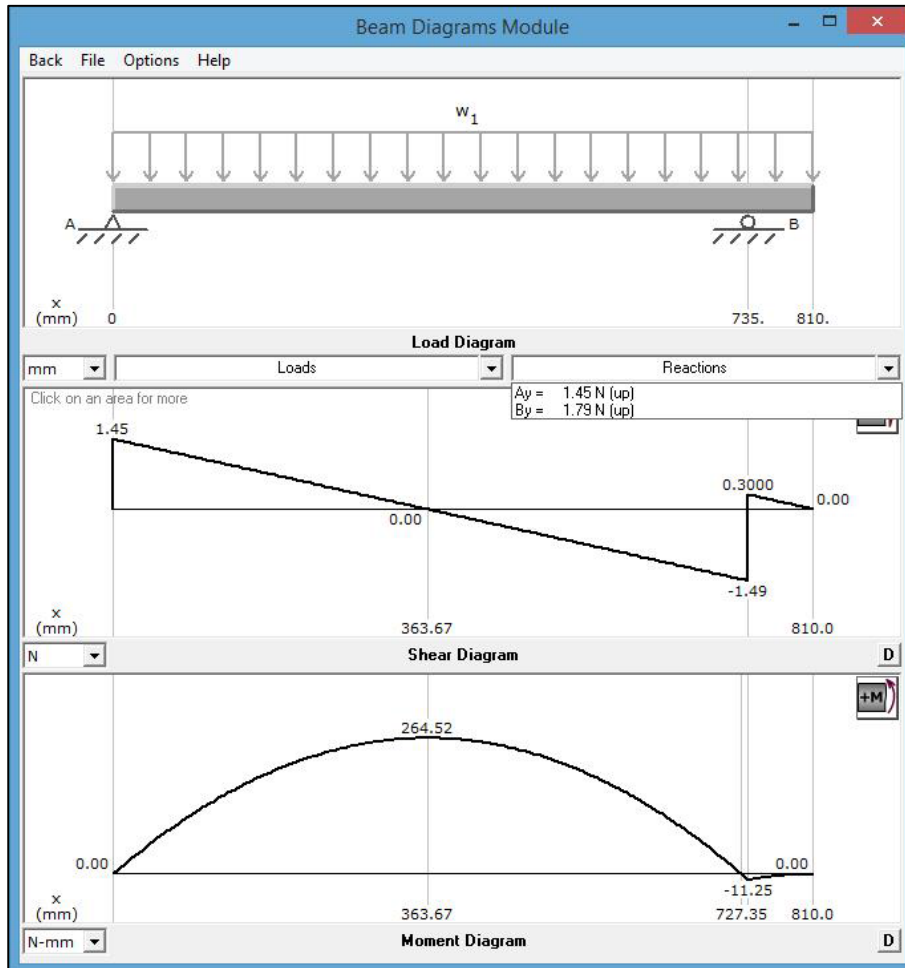 Beam Diagrams Module
Back File Options Help
w1
A
B
x
(mm) 0 735. 810.
Load Diagram
mm Loads Reactions
Click on an area for more
Ay = 1.45 N (up)
By = 1.79 N (up)
1.45
0.3000
0.00
0.00
-1.49
x
(mm) 363.67 810.0
N Shear Diagram D
+M
264.52
0.00
0.00
-11.25
x
(mm) 363.67 727.35 810.0
N-mm Moment Diagram D